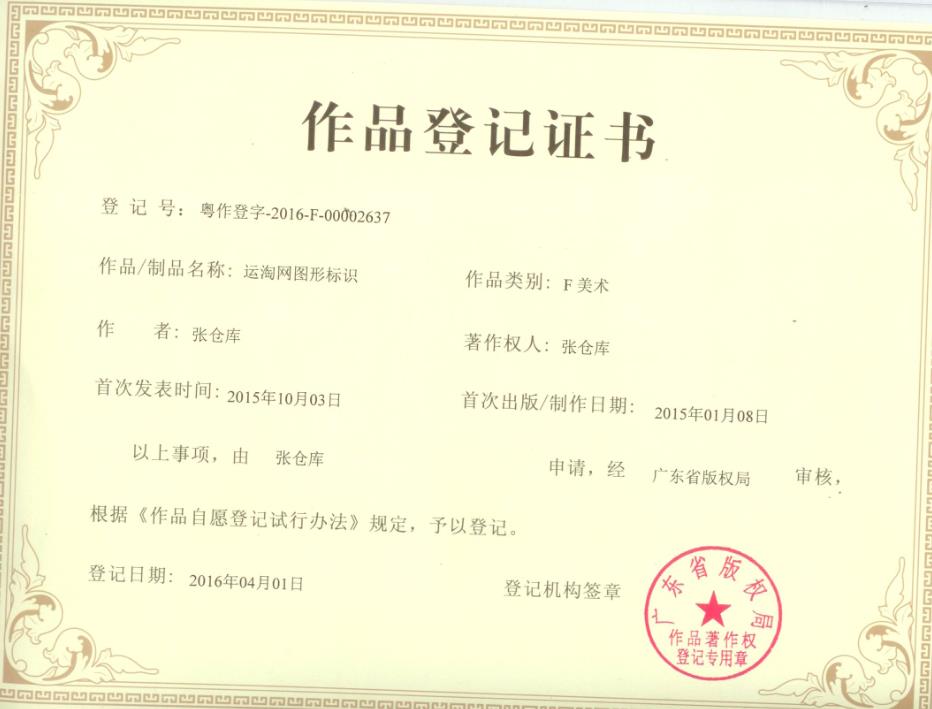 作品登记证书
登 记 号： 粤作登字-2016-F-00002637
作品/制品名称: 运淘网图形标识 作品类别: F 美术
作 者: 张仓库 著作权人: 张仓库
首次发表时间: 2015年10月03日 首次出版/制作日期: 2015年01月08日
以上事项，由 张仓库 申请，经 广东省版权局 审核，
根据《作品自愿登记试行办法》规定，予以登记。
登记日期: 2016年04月01日 登记机构签章
广东省版权局
作品著作权
登记专用章